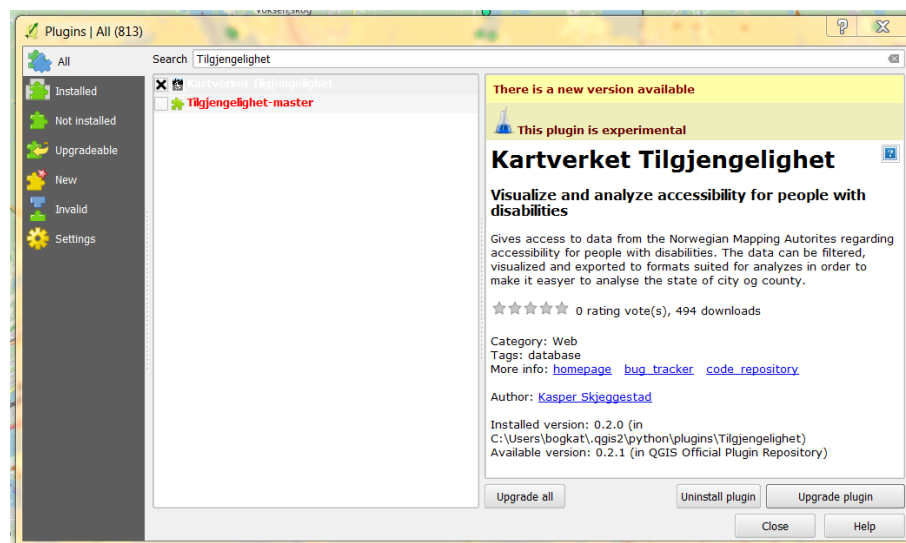 Voksen skog
Plugins | All (813)
All
Search Tilgjengelighet
Installed
Not installed
Upgradeable
New
Invalid
Settings
Kartverket Tilgjengelighet
Tilgjengelighet-master
There is a new version available
This plugin is experimental
Kartverket Tilgjengelighet
Visualize and analyze accessibility for people with
disabilities
Gives access to data from the Norwegian Mapping Autorites regarding
accessibility for people with disabilities. The data can be filtered,
visualized and exported to formats suited for analyzes in order to
make it easyer to analyse the state of city og county.
0 rating vote(s), 494 downloads
Category: Web
Tags: database
More info: homepage bug tracker code repository
Author: Kasper Skjeggestad
Installed version: 0.2.0 (in
C:\Users\bogkat\.qgis2\python\plugins\Tilgjengelighet)
Available version: 0.2.1 (in QGIS Official Plugin Repository)
Upgrade all
Uninstall plugin
Upgrade plugin
Close
Help